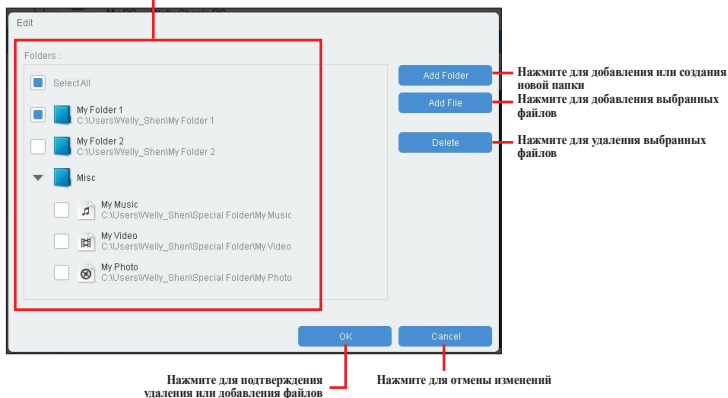 Edit
Folders :
SelectAll
My Folder 1
C:\Users\Welly_Shen\My Folder 1
My Folder 2
C:\Users\Welly_Shen\My Folder 2
Misc
My Music
C:\Users\Welly_Shen\Special Folder\My Music
My Video
C:\Users\Welly_Shen\Special Folder\My Video
My Photo
C:\Users\Welly_Shen\Special Folder\My Photo
Add Folder
Add File
Delete
Нажмите для добавления или создания
новой папки
Нажмите для добавления выбранных
файлов
Нажмите для удаления выбранных
файлов
OK
Cancel
Нажмите для подтверждения
удаления или добавления файлов
Нажмите для отмены изменений